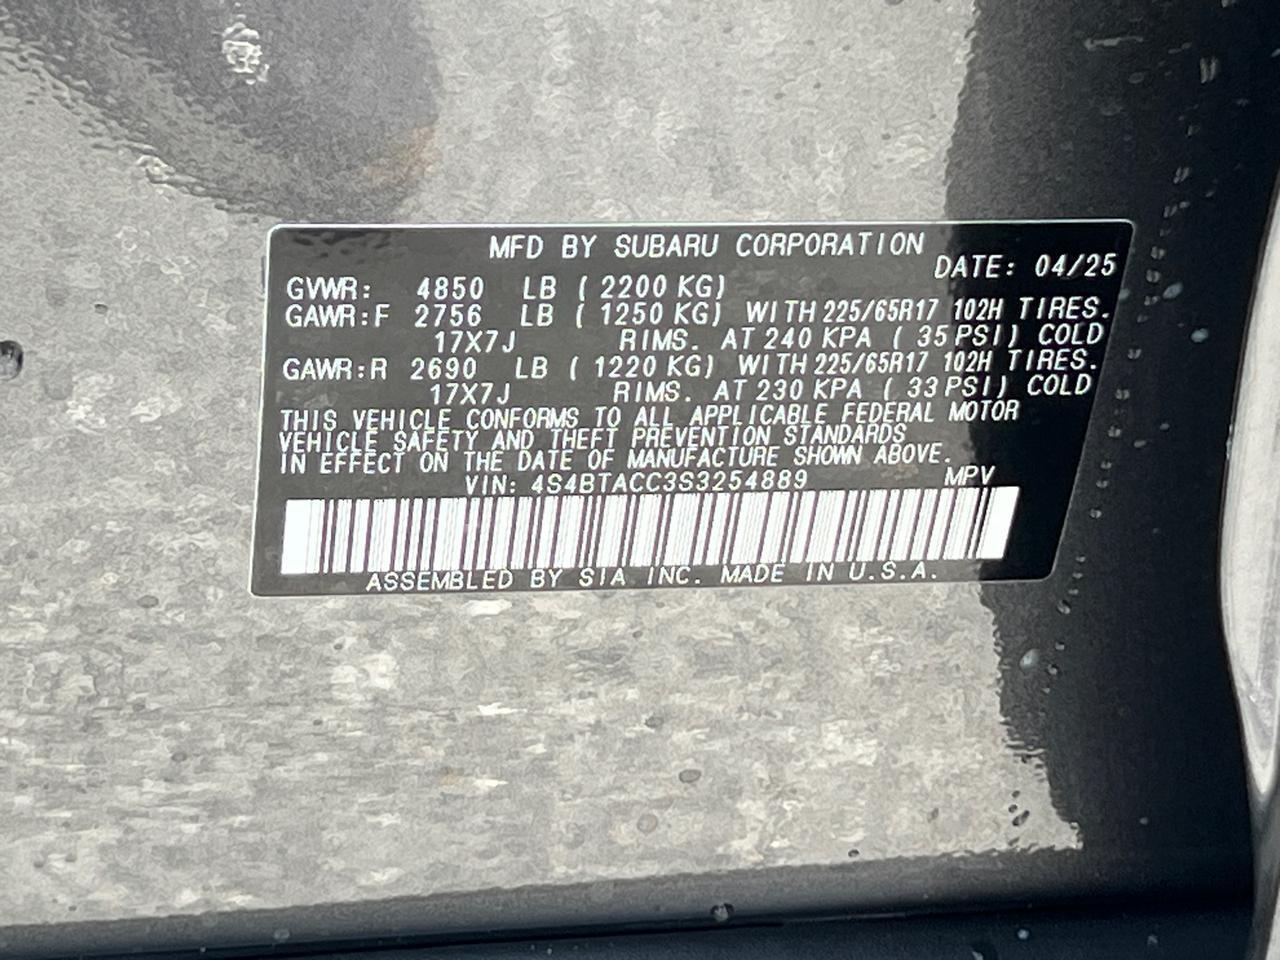 MFD BY SUBARU CORPORATION
DATE: 04/25
GVWR: 4850 LB ( 2200 KG)
GAWR:F 2756 LB ( 1250 KG) WITH 225/65R17 102H TIRES.
17X7J RIMS. AT 240 KPA ( 35 PSI) COLD
GAWR:R 2690 LB ( 1220 KG) WITH 225/65R17 102H TIRES.
17X7J RIMS. AT 230 KPA ( 33 PSI) COLD
THIS VEHICLE CONFORMS TO ALL APPLICABLE FEDERAL MOTOR
VEHICLE SAFETY AND THEFT PREVENTION STANDARDS
IN EFFECT ON THE DATE OF MANUFACTURE SHOWN ABOVE.
VIN: 4S4BTACC3S3254889 MPV
ASSEMBLED BY SIA INC. MADE IN U.S.A.